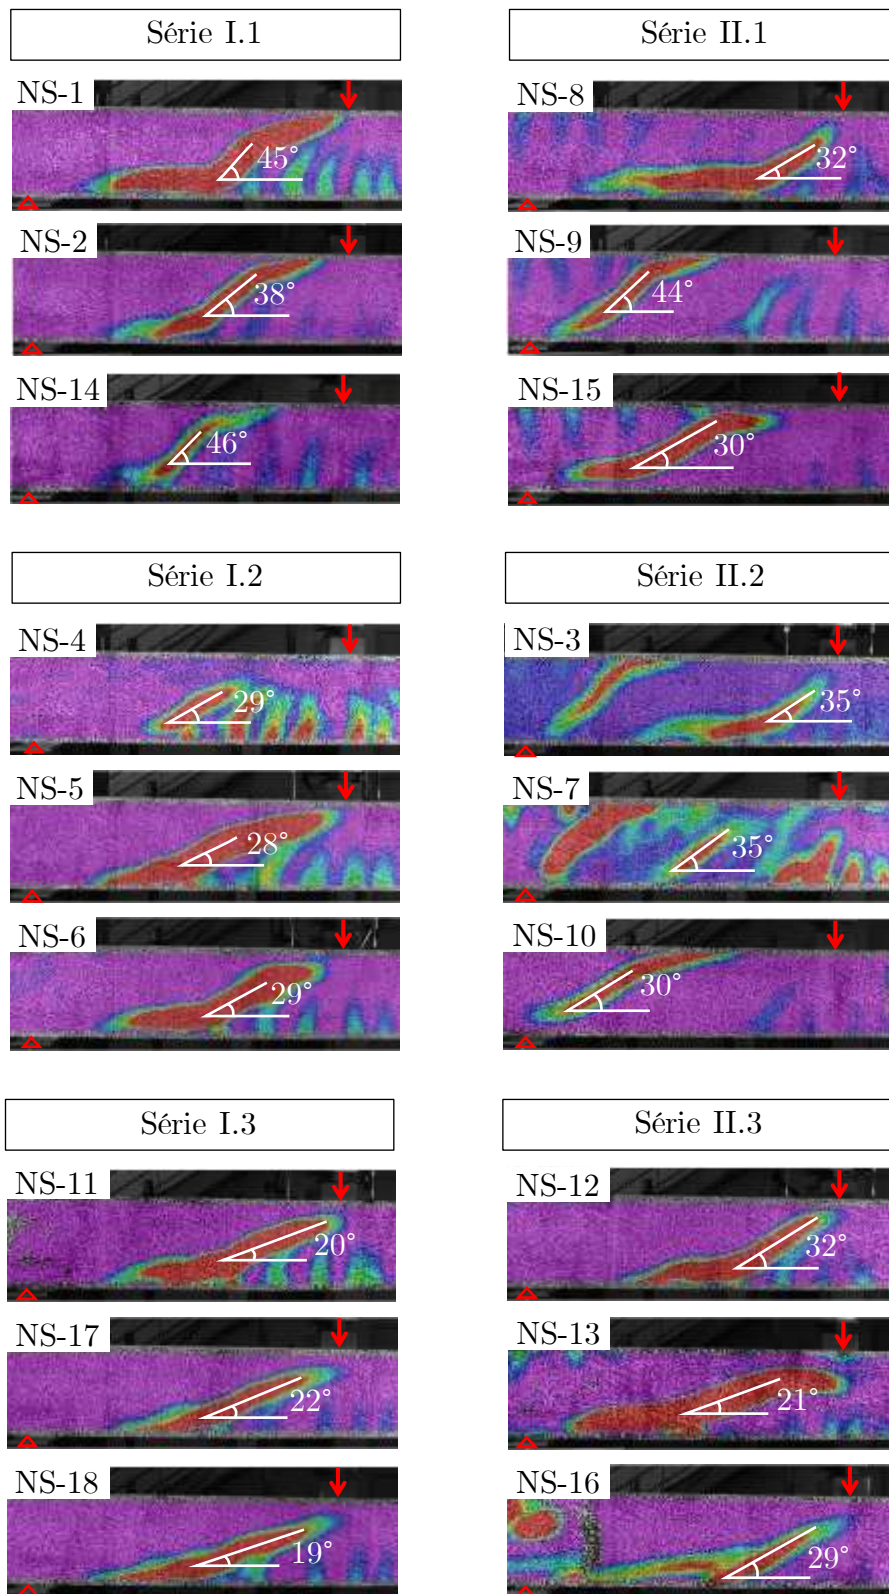 Série I.1
NS-1
45°
NS-2
38°
NS-14
46°
Série II.1
NS-8
32°
NS-9
44°
NS-15
30°
Série I.2
NS-4
29°
NS-5
28°
NS-6
29°
Série II.2
NS-3
35°
NS-7
35°
NS-10
30°
Série I.3
NS-11
20°
NS-17
22°
NS-18
19°
Série II.3
NS-12
32°
NS-13
21°
NS-16
29°